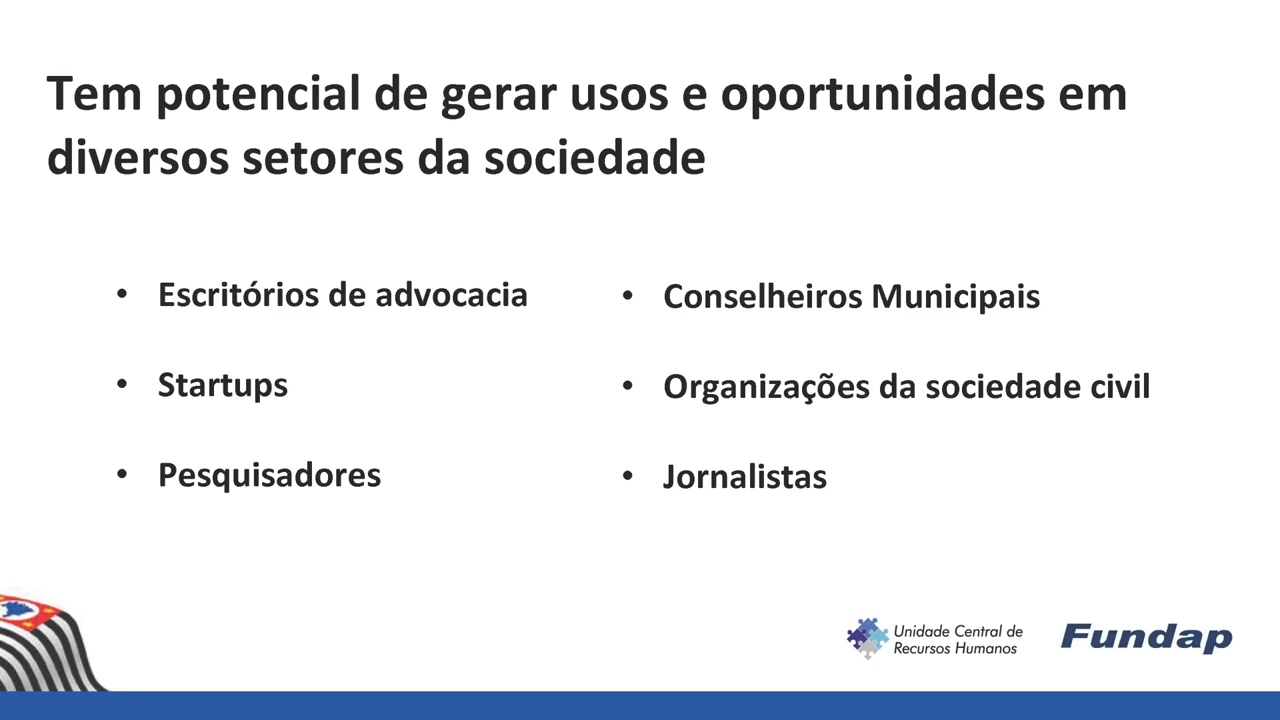 Tem potencial de gerar usos e oportunidades em
diversos setores da sociedade
• Escritórios de advocacia
• Startups
• Pesquisadores
• Conselheiros Municipais
• Organizações da sociedade civil
• Jornalistas
Unidade Central de
Recursos Humanos
Fundap